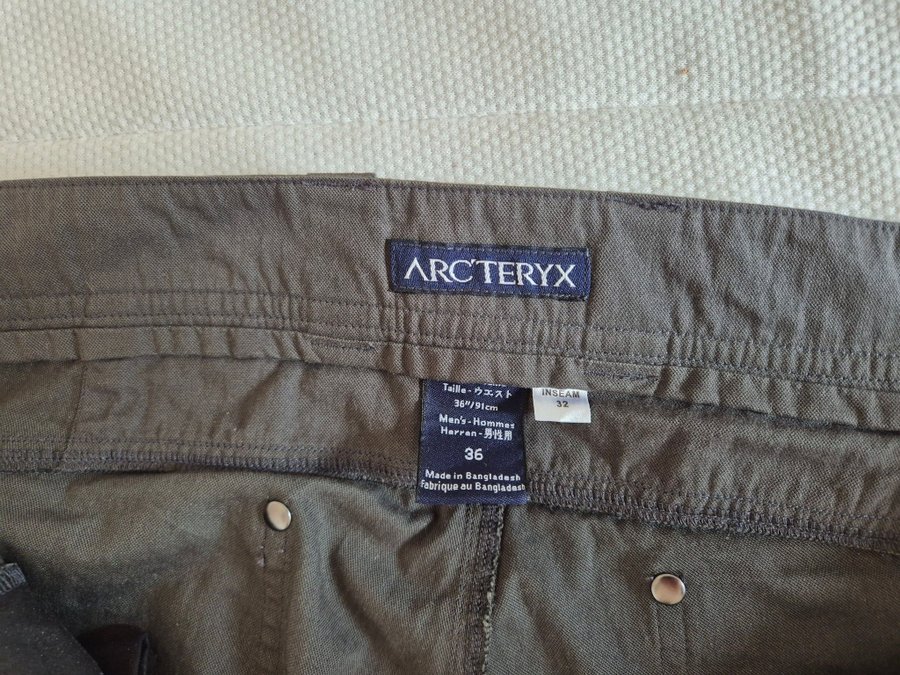 ARC'TERYX
Taille - ウエスト
36"/91cm
Men's - Hommes
Herren - 男性用
36
Made in Bangladesh
Fabrique au Bangladesh
INSEAM
32